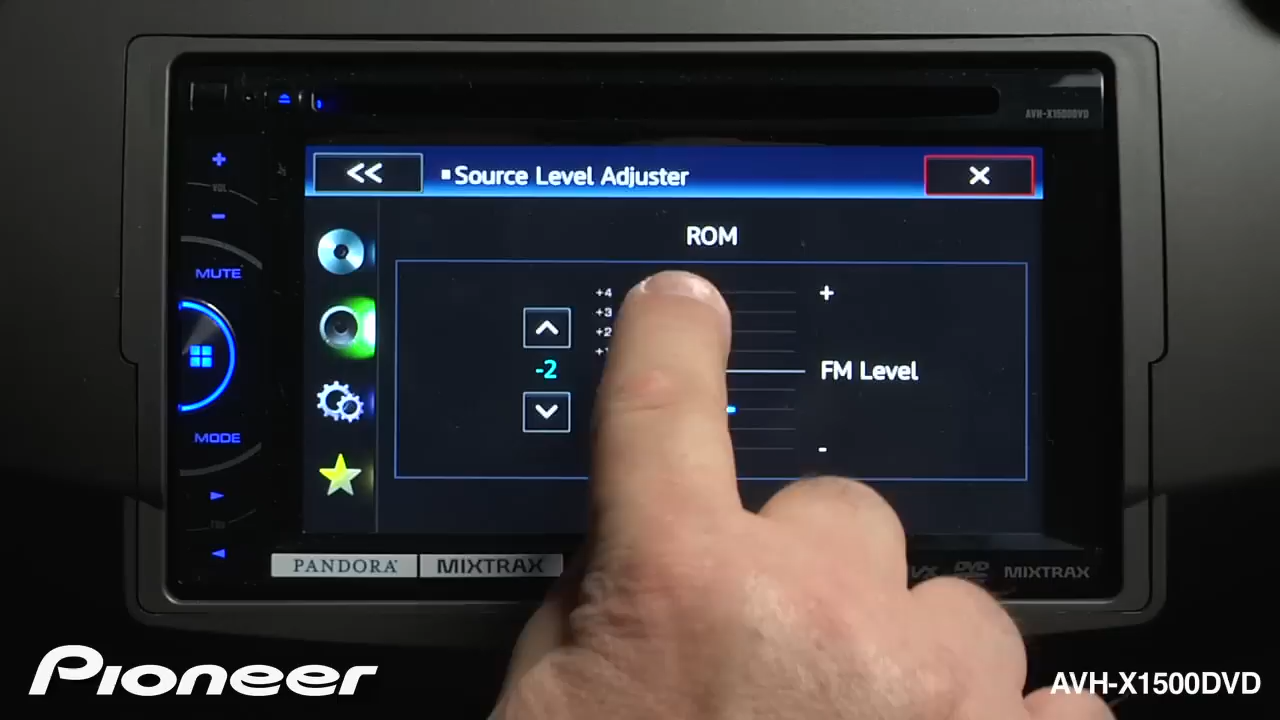 AVH-X1500DVD
+
VOL
-
MUTE
MODE
<< Source Level Adjuster X
ROM
+4
+3
+2
+
-2
FM Level
-
PANDORA MIXTRAX
DVD MIXTRAX
Pioneer
AVH-X1500DVD